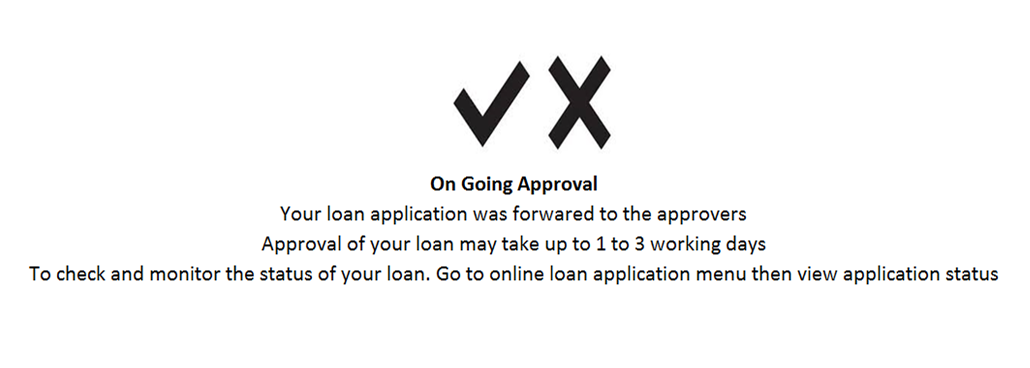 On Going Approval
Your loan application was forwared to the approvers
Approval of your loan may take up to 1 to 3 working days
To check and monitor the status of your loan. Go to online loan application menu then view application status